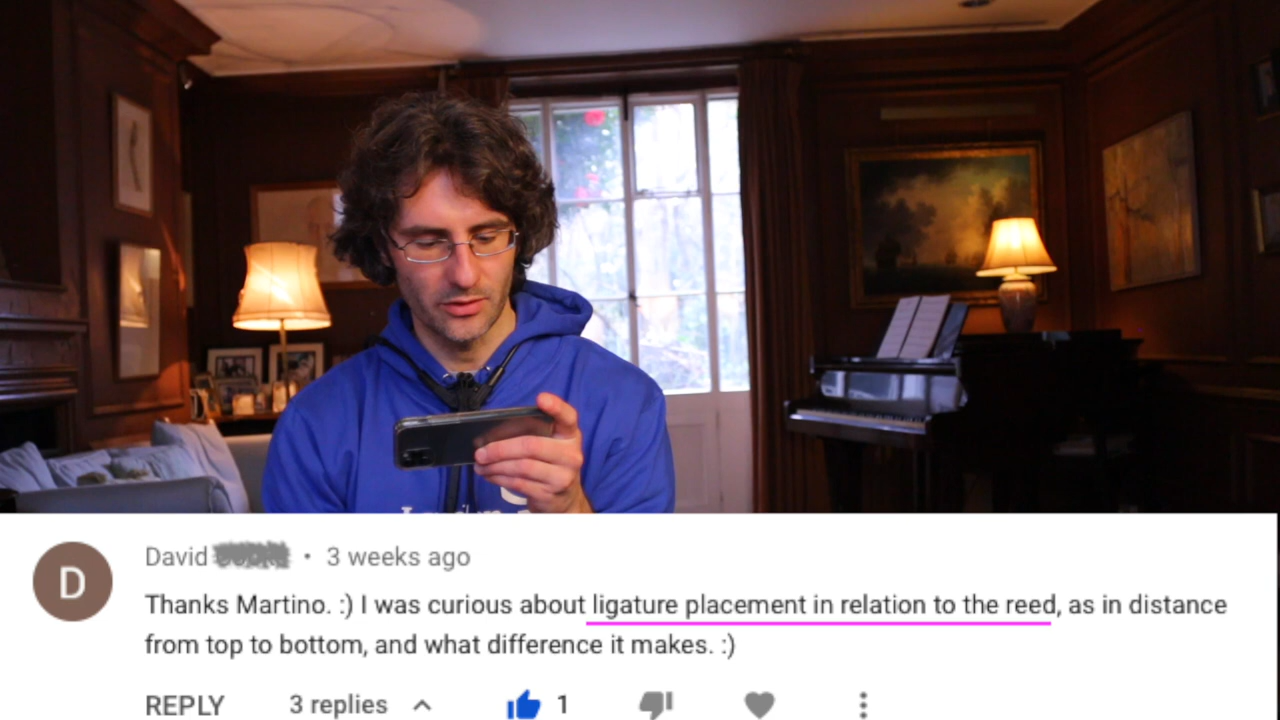 David • 3 weeks ago
Thanks Martino. :) I was curious about ligature placement in relation to the reed, as in distance
from top to bottom, and what difference it makes. :)
REPLY 3 replies 1
D